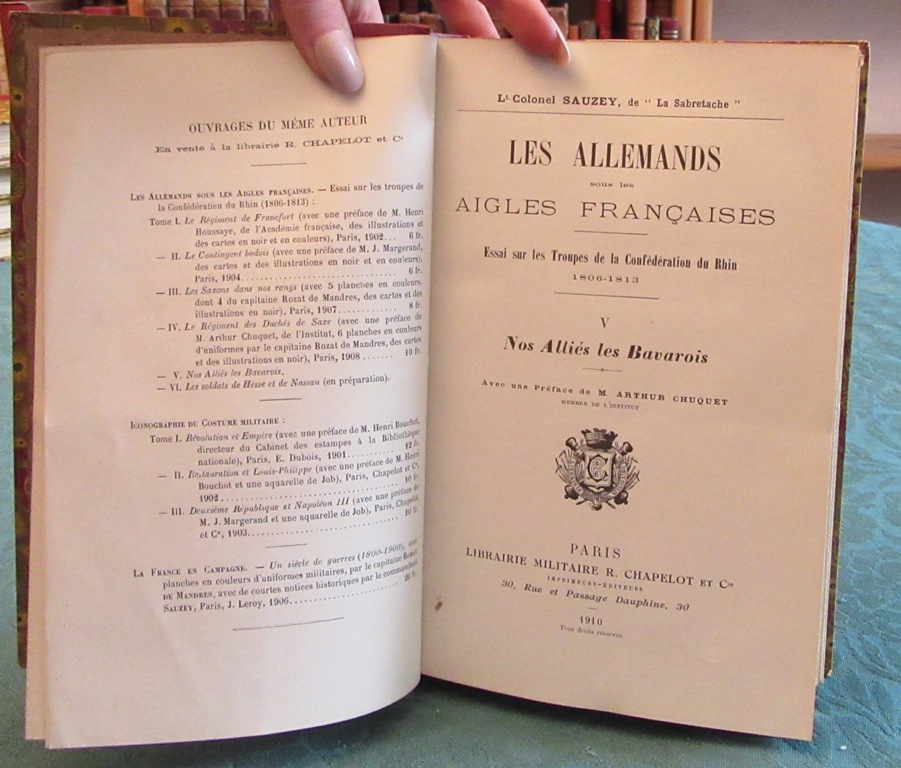 OUVRAGES DU MÊME AUTEUR
En vente à la librairie R. CHAPELOT et Cᵉ
LES ALLEMANDS SOUS LES AIGLES FRANÇAISES. — Essai sur les troupes de
la Confédération du Rhin (1806-1813) :
Tome I. Le Régiment de Francfort (avec une préface de M. Henri
Houssaye, de l'Académie française, des illustrations et
des cartes en noir et en couleurs), Paris, 1902... 6 fr.
— II. Le Contingent badois (avec une préface de M. J. Margerand,
des cartes et des illustrations en noir et en couleurs),
Paris, 1904........................ 6 fr.
— III. Les Saxons dans nos rangs (avec 5 planches en couleurs,
dont 4 du capitaine Rozat de Mandres, des cartes et des
illustrations en noir). Paris, 1907............. 8 fr.
— IV. Le Régiment des Duchés de Saxe (avec une préface de
M. Arthur Chuquet, de l'Institut, 6 planches en couleurs
d'uniformes par le capitaine Rozat de Mandres, des cartes
et des illustrations en noir), Paris, 1908....... 10 fr.
— V. Nos Alliés les Bavarois.
— VI. Les soldats de Hesse et de Nassau (en préparation).
ICONOGRAPHIE DU COSTUME MILITAIRE :
Tome I. Révolution et Empire (avec une préface de M. Henri Bouchot,
directeur du Cabinet des estampes à la Bibliothèque
nationale), Paris, E. Dubois, 1901............ 12 fr.
— II. Restauration et Louis-Philippe (avec une préface de M. Henri
Bouchot et une aquarelle de Job), Paris, Chapelot et Cᵉ,
1902........................ 10 fr.
— III. Deuxième République et Napoléon III (avec une préface de
M. J. Margerand et une aquarelle de Job), Paris, Chapelot
et Cᵉ, 1903........................ 10 fr.
LA FRANCE EN CAMPAGNE. — Un siècle de guerres (1800-1900), avec
planches en couleurs d'uniformes militaires, par le capitaine ROZAT
DE MANDRES, avec de courtes notices historiques par le commandant
SAUZEY, Paris, J. Leroy, 1906.................... 20 fr.
Lᵗ-Colonel SAUZEY, de "La Sabretache"
LES ALLEMANDS
sous les
AIGLES FRANÇAISES
Essai sur les Troupes de la Confédération du Rhin
1806-1813
V
Nos Alliés les Bavarois
Avec une Préface de M. ARTHUR CHUQUET
MEMBRE DE L'INSTITUT
PARIS
LIBRAIRIE MILITAIRE R. CHAPELOT ET Cⁱᵉ
IMPRIMEURS-ÉDITEURS
30, Rue et Passage Dauphine, 30
1910
Tous droits réservés.